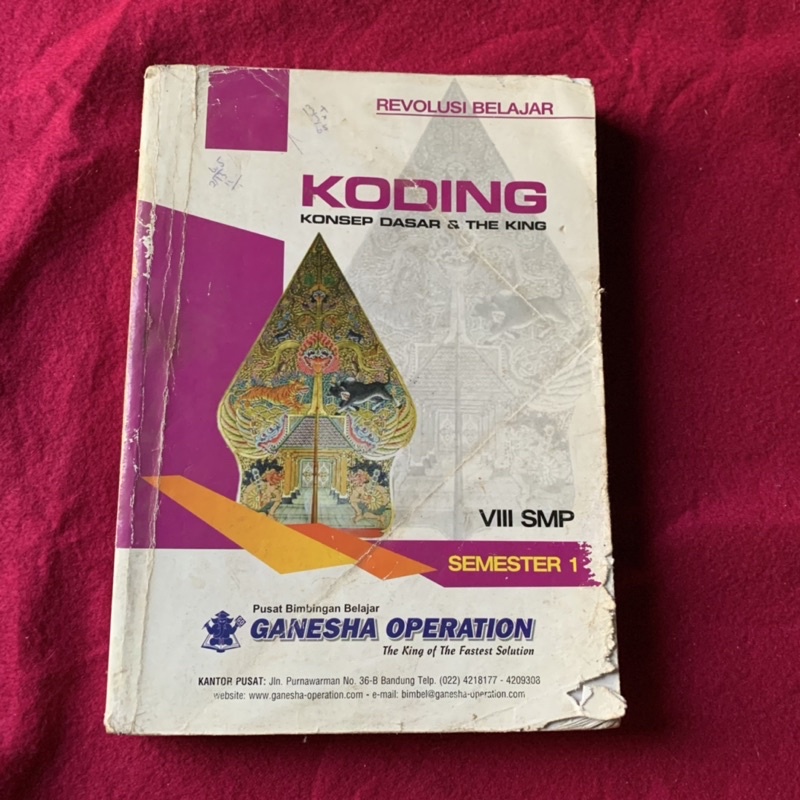 REVOLUSI BELAJAR
KODING
KONSEP DASAR & THE KING
VIII SMP
SEMESTER 1
Pusat Bimbingan Belajar
GANESHA OPERATION
The King of The Fastest Solution
KANTOR PUSAT: Jln. Purnawarman No. 36-B Bandung Telp. (022) 4218177 - 4209308
website: www.ganesha-operation.com - e-mail: bimbel@ganesha-operation.com